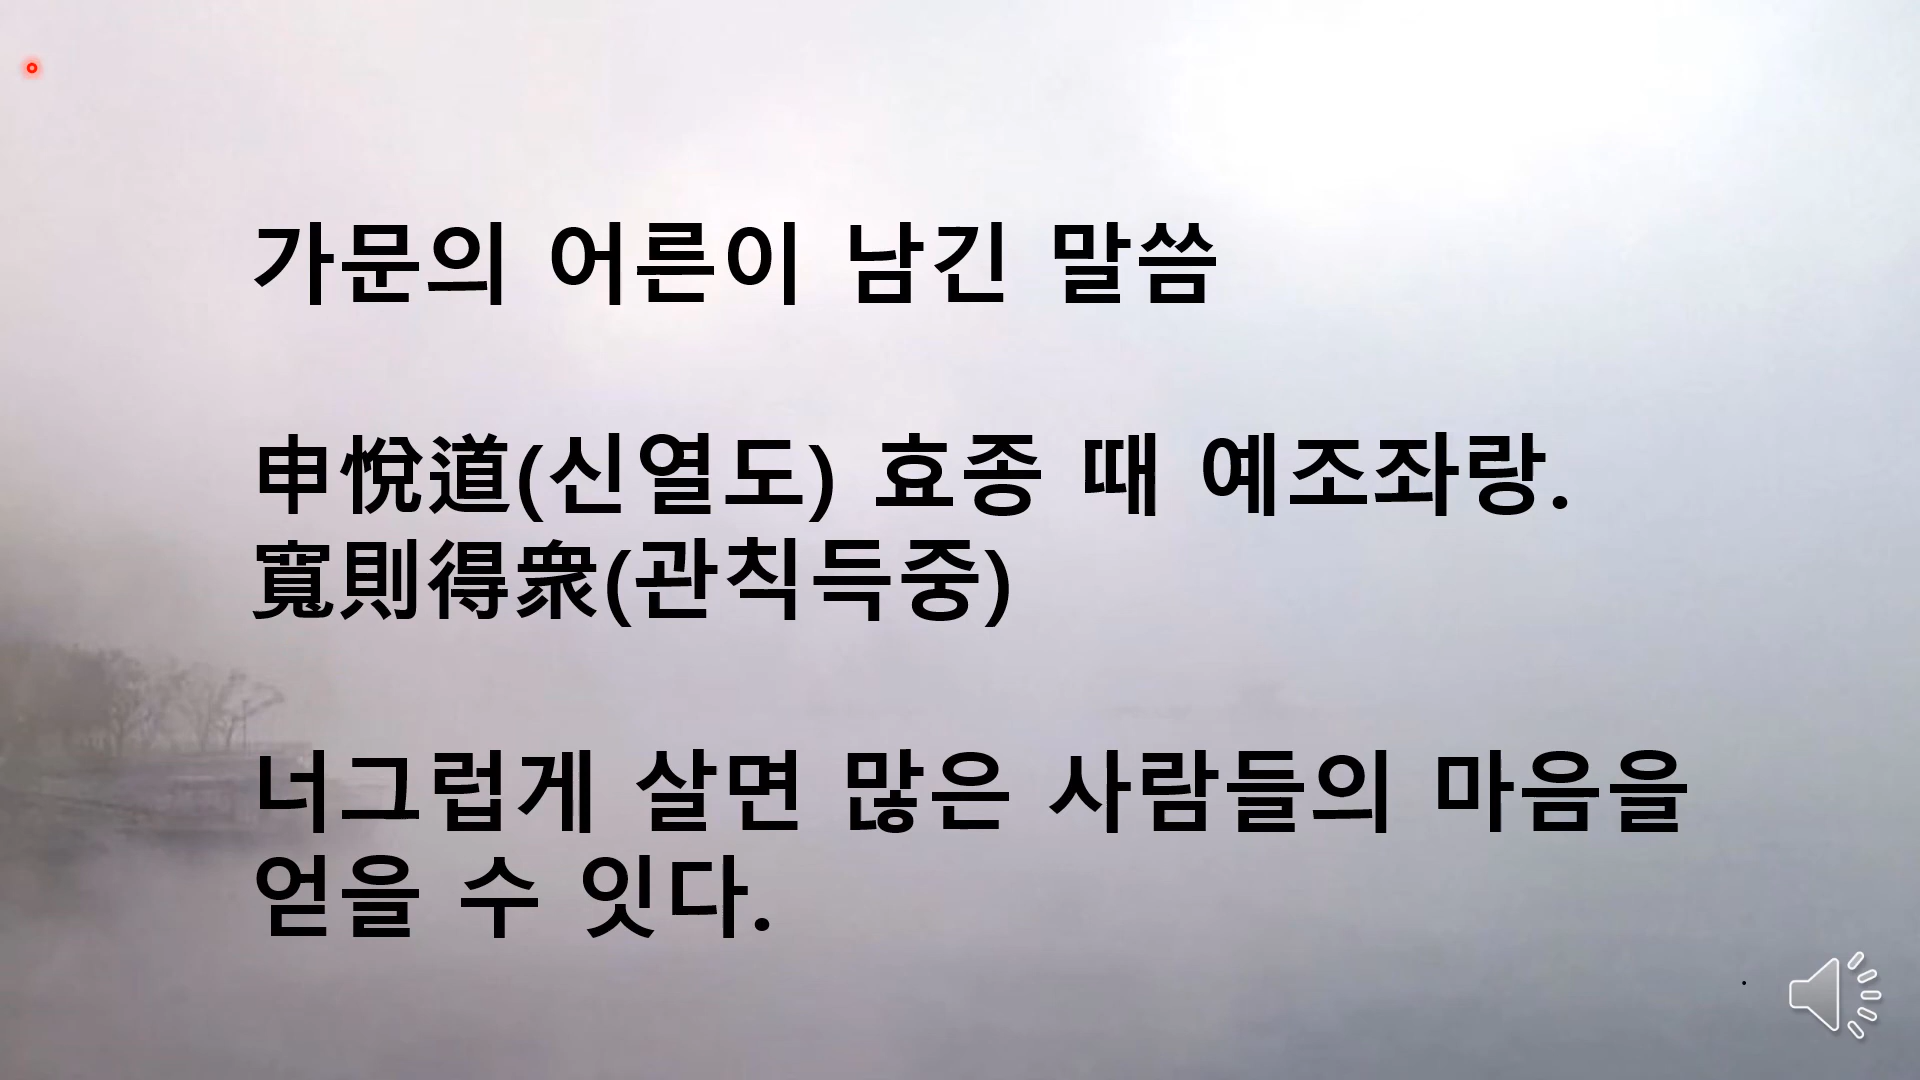 가문의 어른이 남긴 말씀
申悅道(신열도) 효종 때 예조좌랑.
寬則得衆(관칙득중)
너그럽게 살면 많은 사람들의 마음을
얻을 수 잇다.